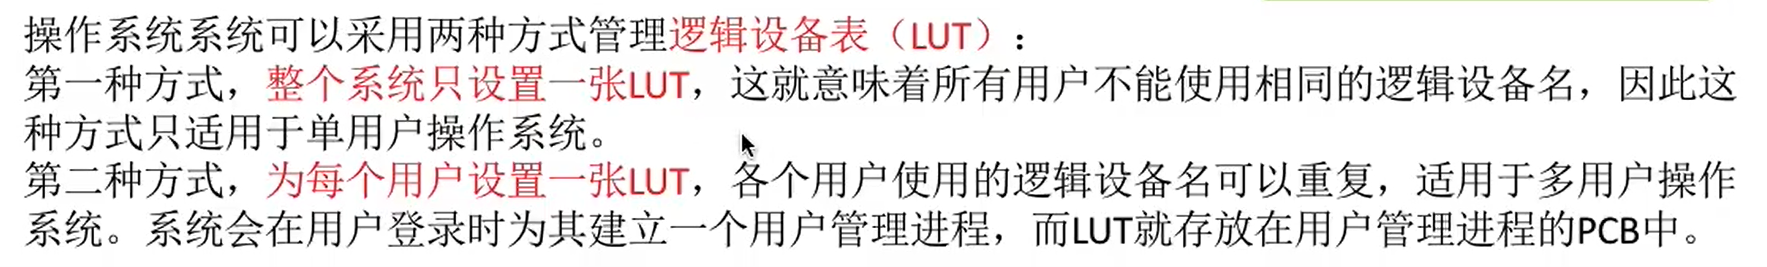 操作系统系统可以采用两种方式管理逻辑设备表（LUT）：
第一种方式，整个系统只设置一张LUT，这就意味着所有用户不能使用相同的逻辑设备名，因此这
种方式只适用于单用户操作系统。
第二种方式，为每个用户设置一张LUT，各个用户使用的逻辑设备名可以重复，适用于多用户操作
系统。系统会在用户登录时为其建立一个用户管理进程，而LUT就存放在用户管理进程的PCB中。